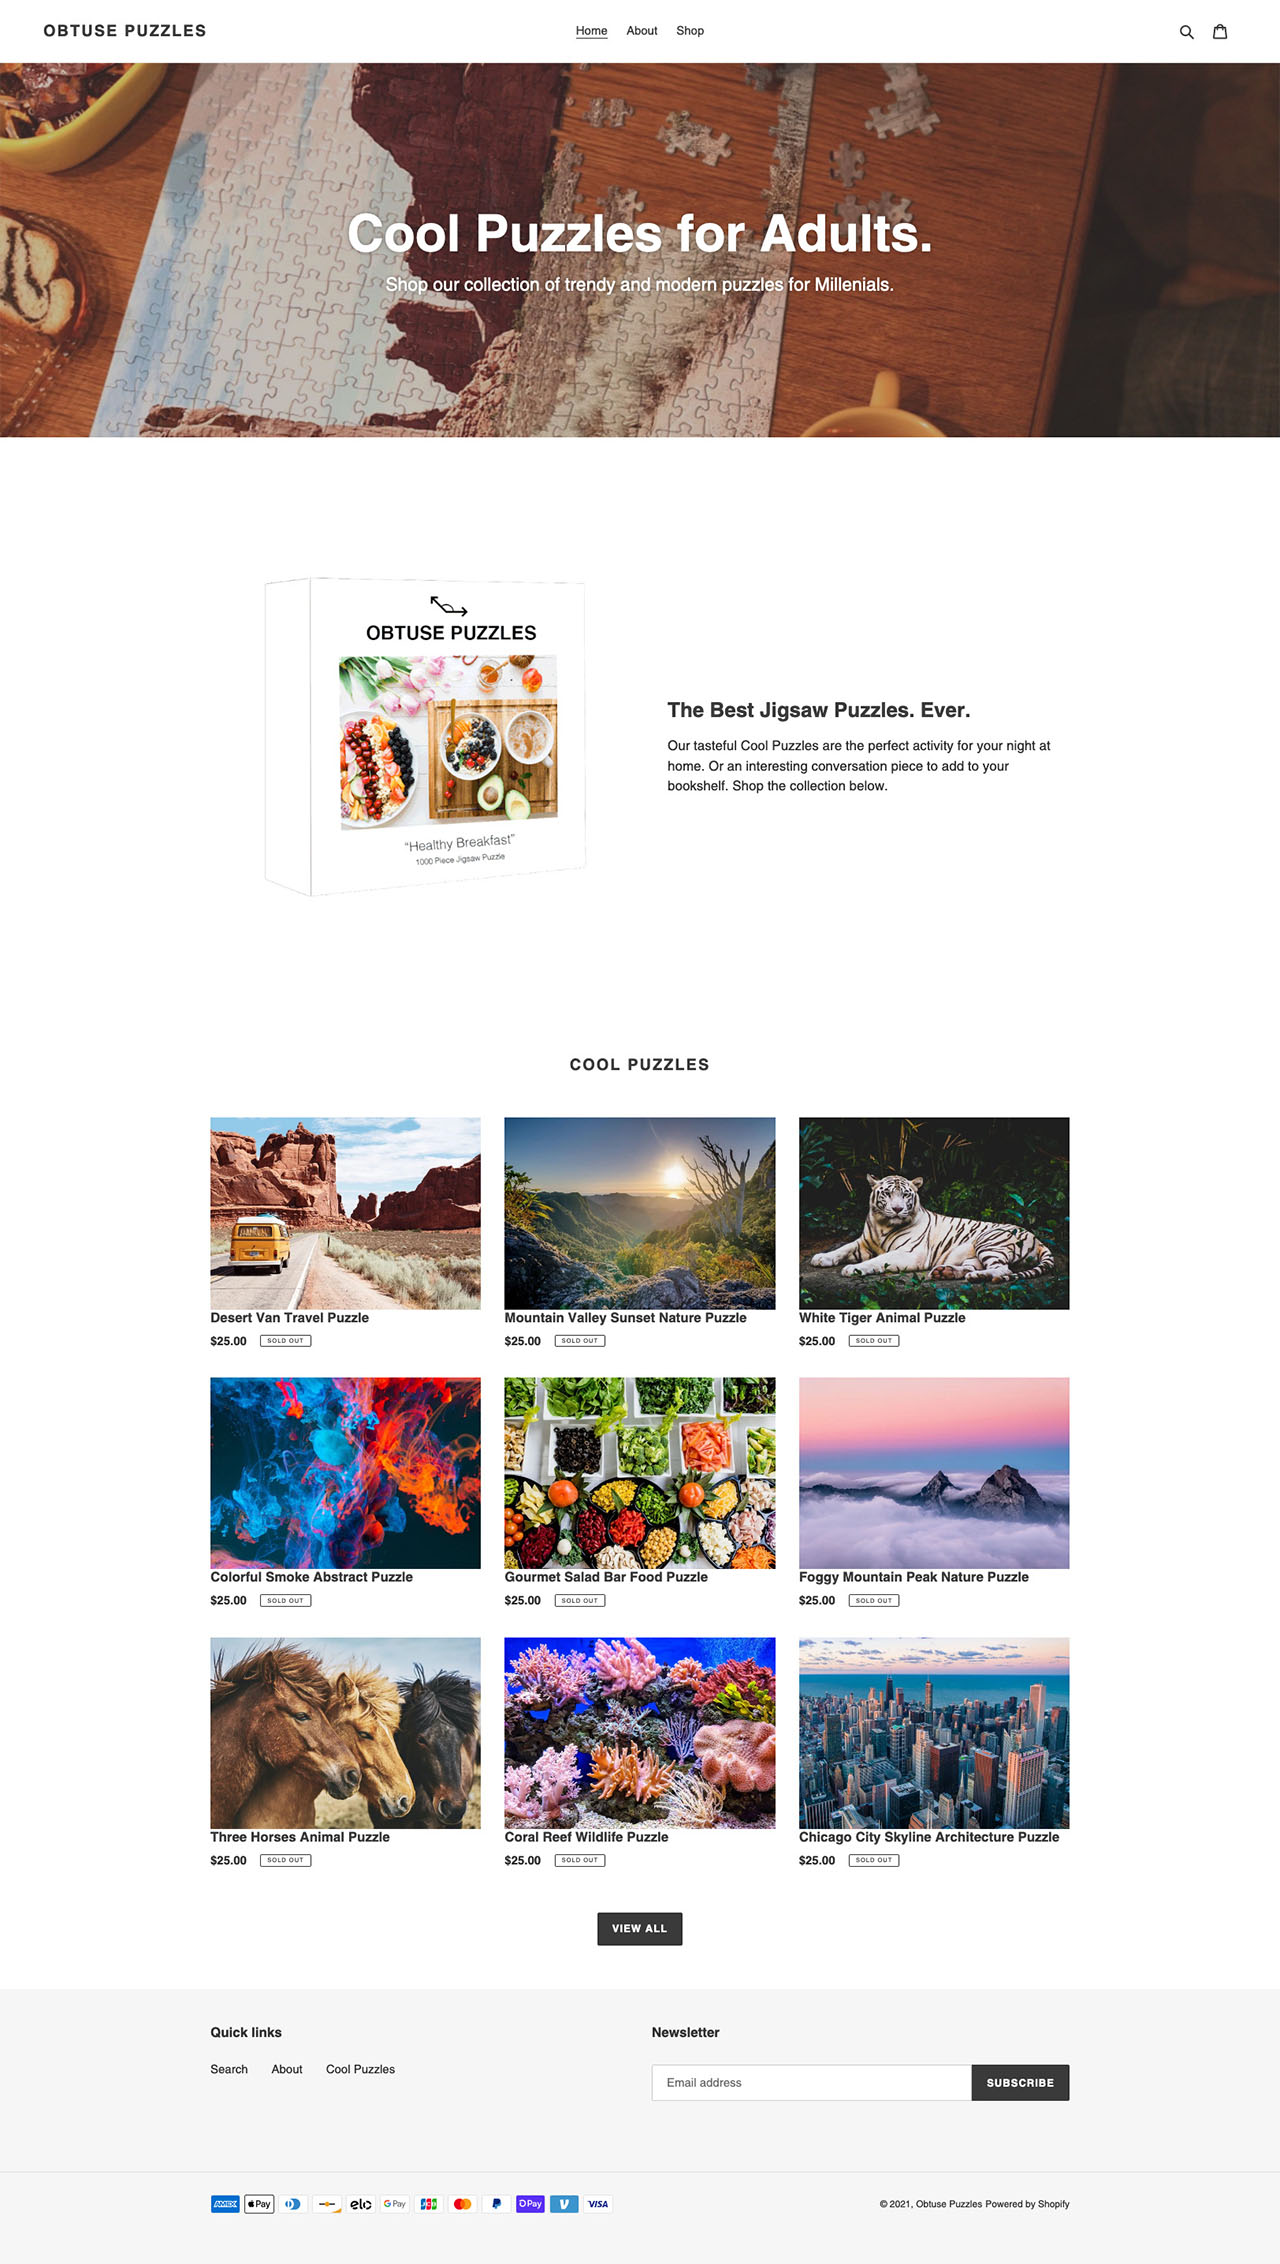 OBTUSE PUZZLES
Home About Shop
Cool Puzzles for Adults.
Shop our collection of trendy and modern puzzles for Millenials.
OBTUSE PUZZLES
“Healthy Breakfast”
1000 Piece Jigsaw Puzzle
The Best Jigsaw Puzzles. Ever.
Our tasteful Cool Puzzles are the perfect activity for your night at
home. Or an interesting conversation piece to add to your
bookshelf. Shop the collection below.
COOL PUZZLES
Desert Van Travel Puzzle
$25.00 SOLD OUT
Mountain Valley Sunset Nature Puzzle
$25.00 SOLD OUT
White Tiger Animal Puzzle
$25.00 SOLD OUT
Colorful Smoke Abstract Puzzle
$25.00 SOLD OUT
Gourmet Salad Bar Food Puzzle
$25.00 SOLD OUT
Foggy Mountain Peak Nature Puzzle
$25.00 SOLD OUT
Three Horses Animal Puzzle
$25.00 SOLD OUT
Coral Reef Wildlife Puzzle
$25.00 SOLD OUT
Chicago City Skyline Architecture Puzzle
$25.00 SOLD OUT
VIEW ALL
Quick links
Search About Cool Puzzles
Newsletter
Email address SUBSCRIBE
AMEX Pay elo G Pay JCB Pay VISA
© 2021, Obtuse Puzzles Powered by Shopify